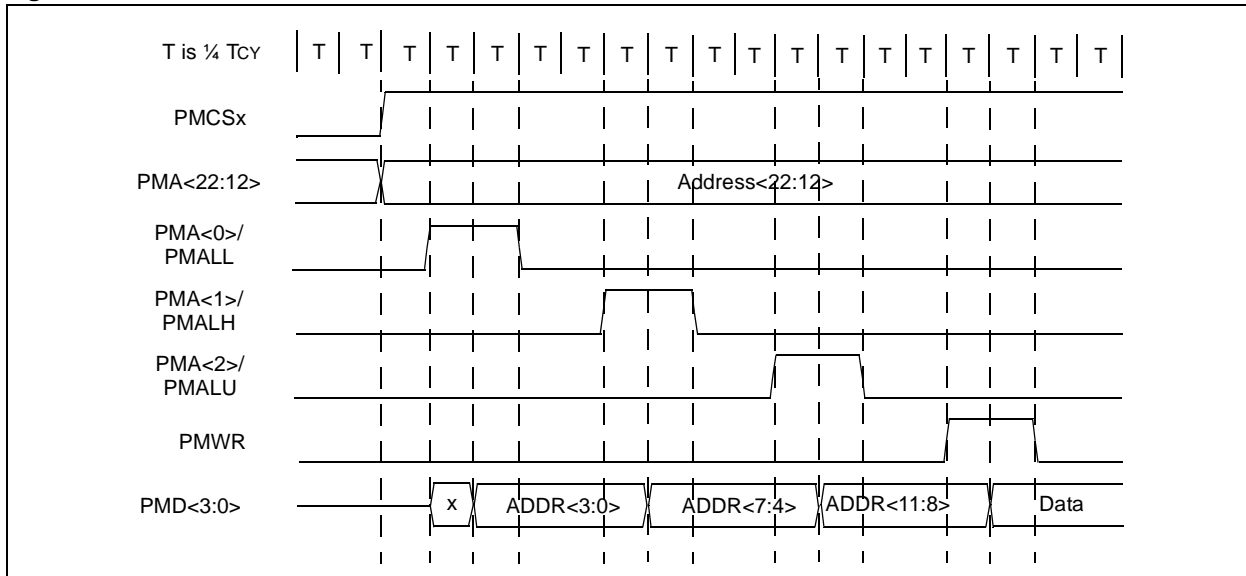 T is ¼ TCY T T T T T T T T T T T T T T T T T T T
PMCSx
PMA<22:12> Address<22:12>
PMA<0>/
PMALL
PMA<1>/
PMALH
PMA<2>/
PMALU
PMWR
PMD<3:0> x ADDR<3:0> ADDR<7:4> ADDR<11:8> Data